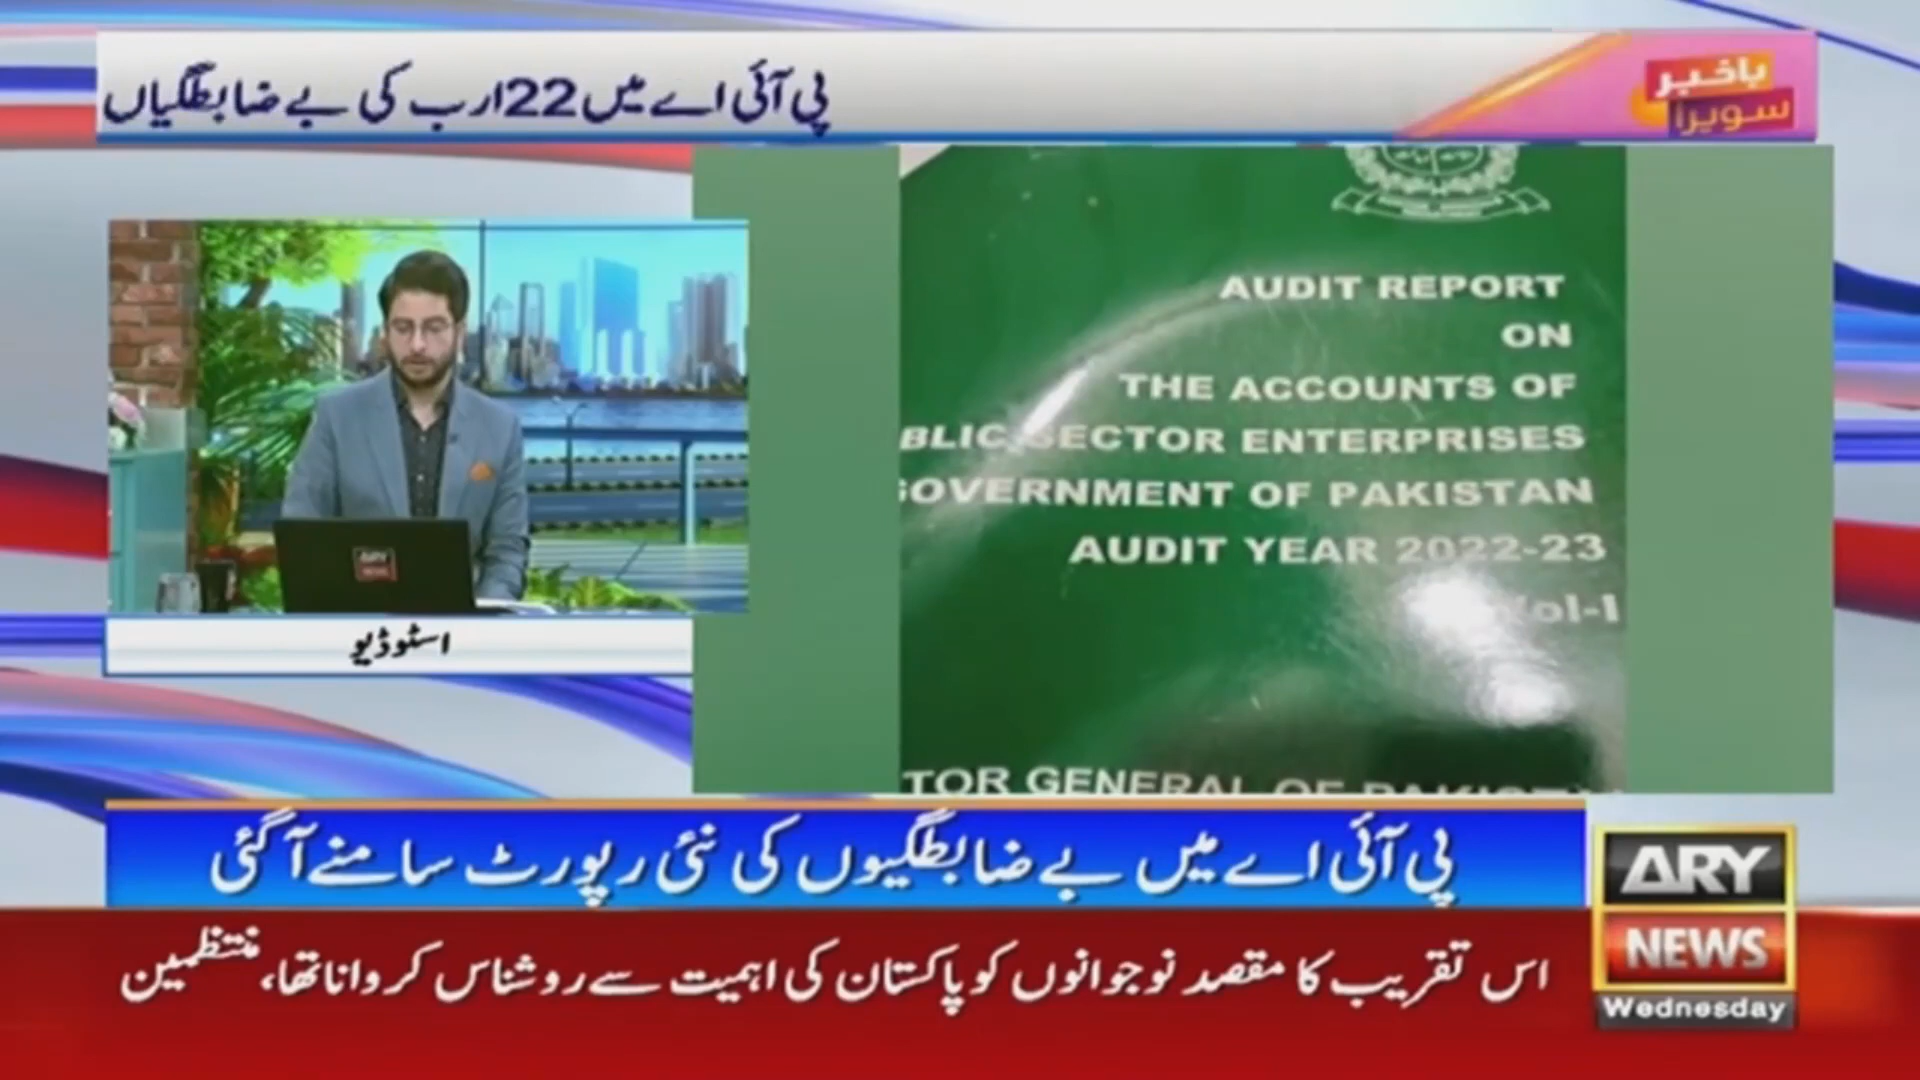 پی آئی اے میں 22 ارب کی بے ضابطگیاں
باخبر
سویرا
AUDIT REPORT
ON
THE ACCOUNTS OF
BLIC SECTOR ENTERPRISES
GOVERNMENT OF PAKISTAN
AUDIT YEAR 2022-23
Vol-I
TOR GENERAL OF
ARY
اسٹوڈیو
پی آئی اے میں بے ضابطگیوں کی نئی رپورٹ سامنے آگئی
ARY
NEWS
Wednesday
اس تقریب کا مقصد نوجوانوں کو پاکستان کی اہمیت سے روشناس کروانا تھا، منتظمین